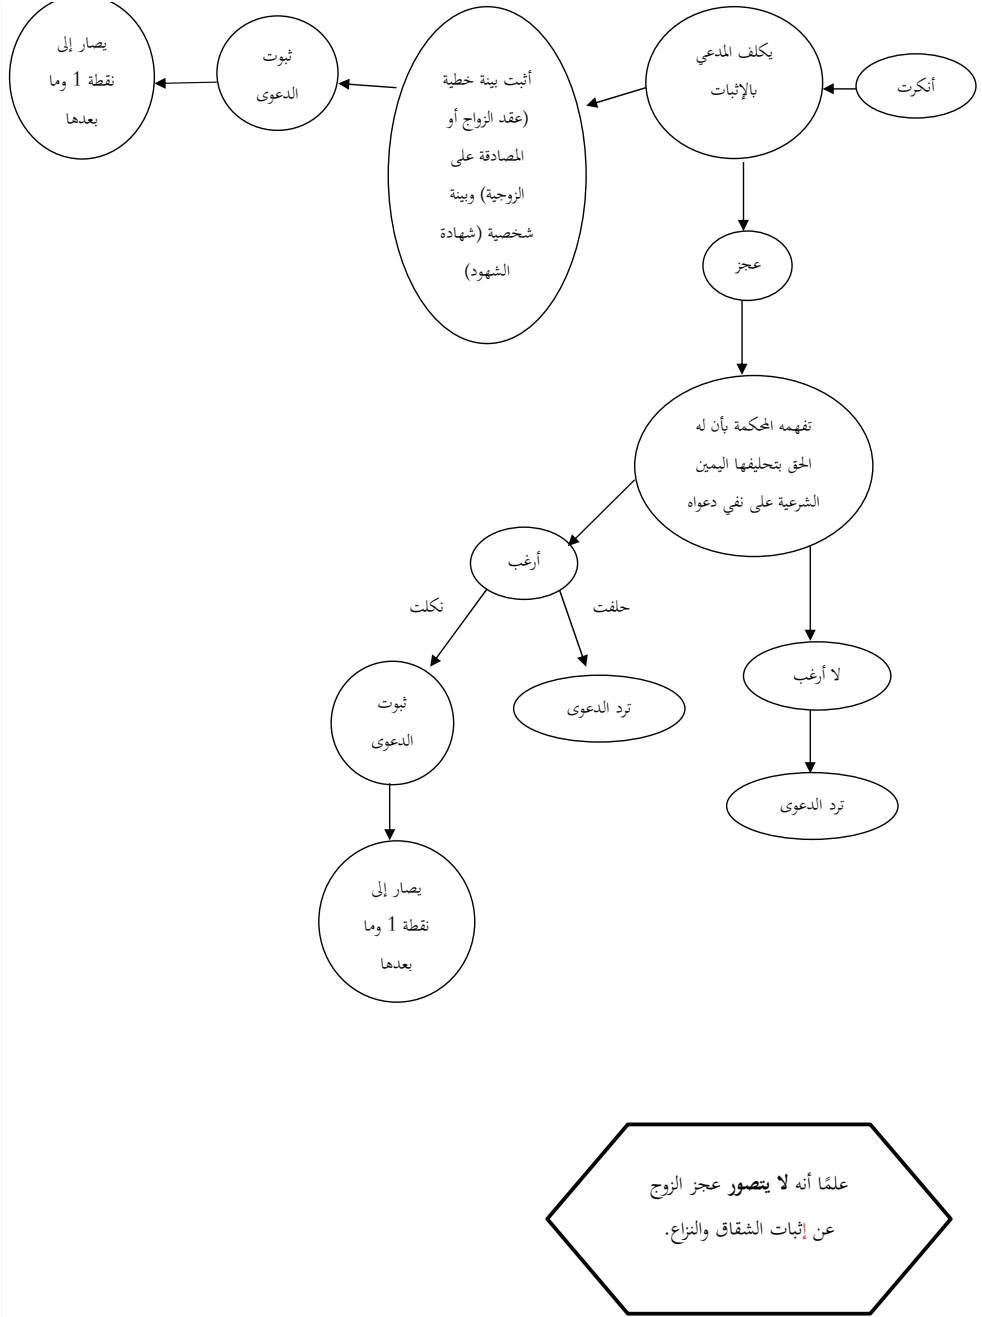 أنكرت
يكلف المدعي
بالإثبات
أثبت بينة خطية
(عقد الزواج أو
المصادقة على
الزوجية) وبينة
شخصية (شهادة
الشهود)
ثبوت
الدعوى
يصار إلى
نقطة 1 وما
بعدها
عجز
تفهمه المحكمة بأن له
الحق بتحليفها اليمين
الشرعية على نفي دعواه
أرغب
حلفت
نكلت
لا أرغب
ترد الدعوى
ترد الدعوى
ثبوت
الدعوى
يصار إلى
نقطة 1 وما
بعدها
علمًا أنه لا يتصور عجز الزوج
عن إثبات الشقاق والنزاع.